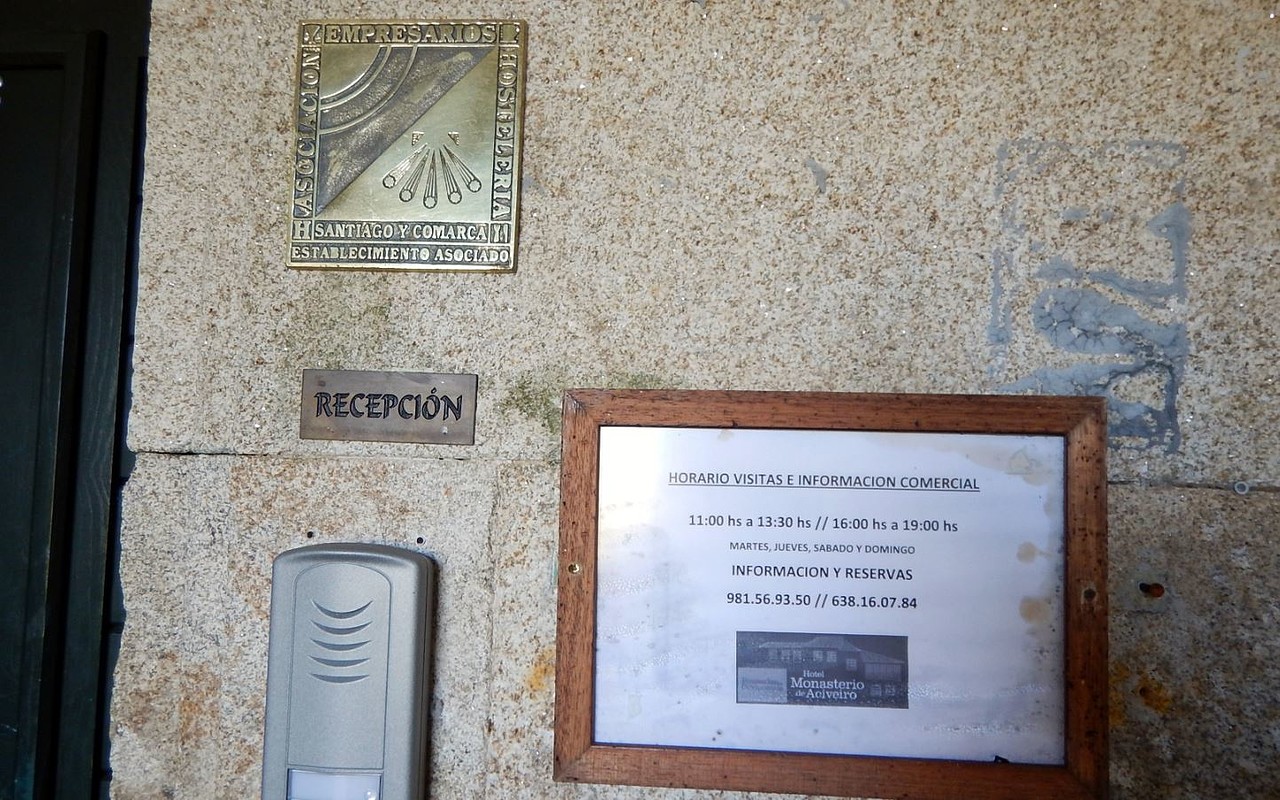 EMPRESARIOS
ASOCIACION
HOSTELERIA
SANTIAGO Y COMARCA
ESTABLECIMIENTO ASOCIADO
RECEPCIÓN
HORARIO VISITAS E INFORMACION COMERCIAL
11:00 hs a 13:30 hs // 16:00 hs a 19:00 hs
MARTES, JUEVES, SABADO Y DOMINGO
INFORMACION Y RESERVAS
981.56.93.50 // 638.16.07.84
Hotel
Monasterio
de Aciveiro